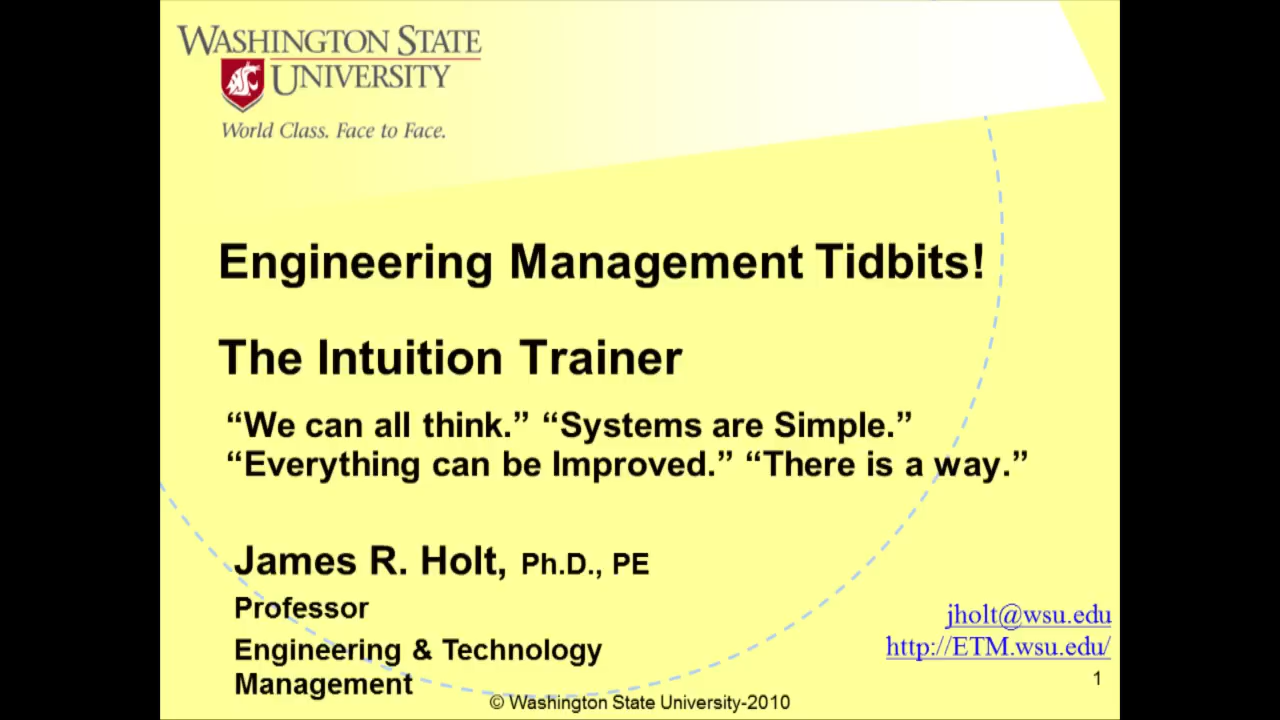 WASHINGTON STATE
UNIVERSITY
World Class. Face to Face.
Engineering Management Tidbits!
The Intuition Trainer
“We can all think.” “Systems are Simple.”
“Everything can be Improved.” “There is a way.”
James R. Holt, Ph.D., PE
Professor
Engineering & Technology
Management
jholt@wsu.edu
http://ETM.wsu.edu/
1
© Washington State University-2010